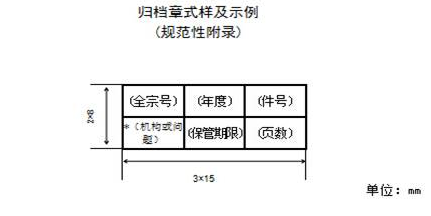 归档章式样及示例
(规范性附录)
(全宗号) (年度) (件号)
*(机构或问题) (保管期限) (页数)
2×8
3×15
单位：mm